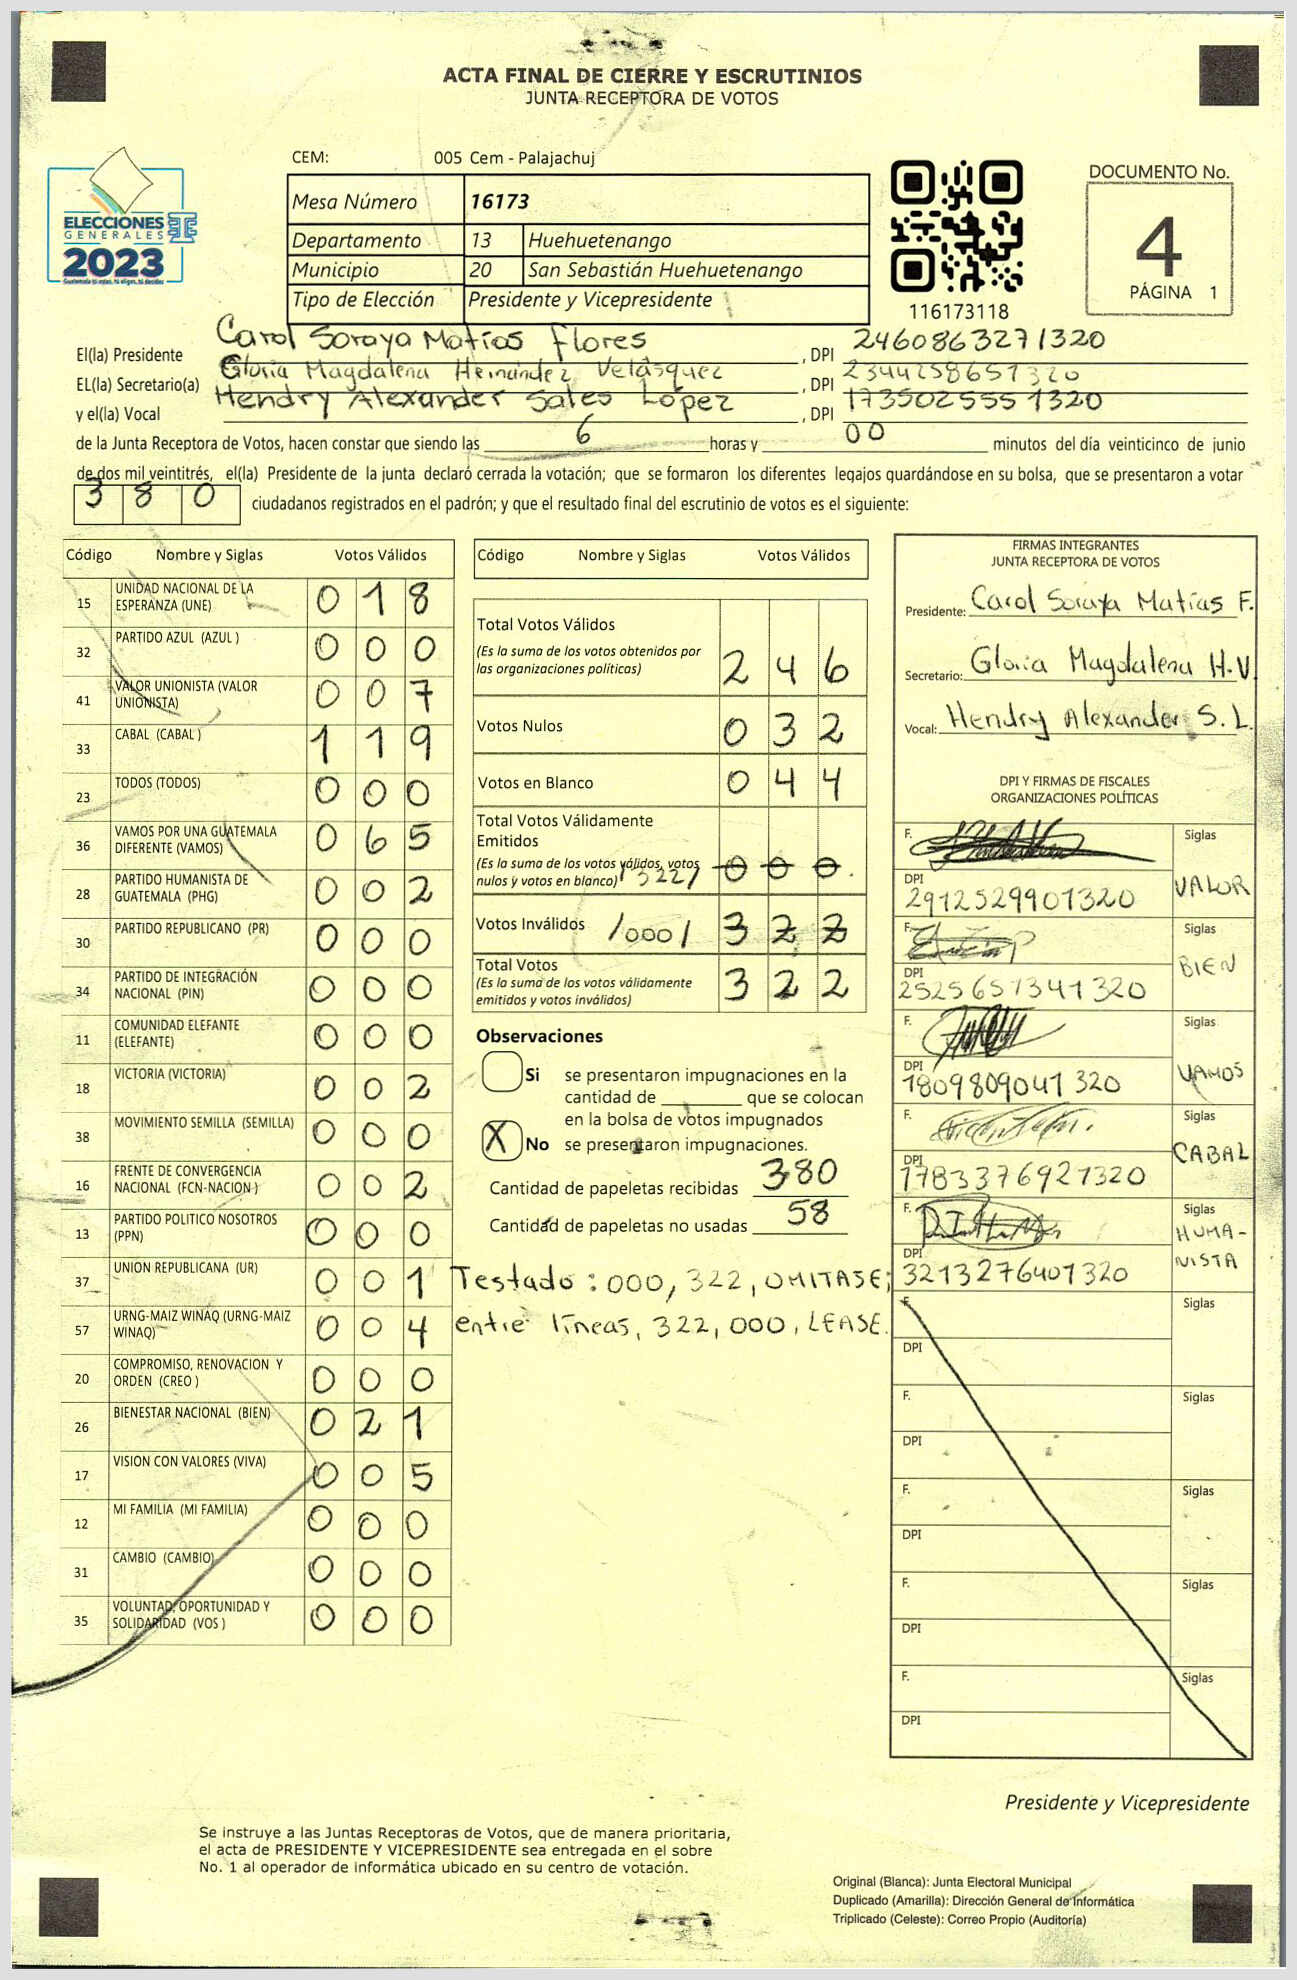 ACTA FINAL DE CIERRE Y ESCRUTINIOS
JUNTA RECEPTORA DE VOTOS
CEM: 005 Cem - Palajachuj
ELECCIONES
GENERALES
2023
Mesa Número 16173
Departamento 13 Huehuetenango
Municipio 20 San Sebastián Huehuetenango
Tipo de Elección Presidente y Vicepresidente
116173118
DOCUMENTO No.
4
PÁGINA 1
El(la) Presidente Carol Soraya Matías Flores, DPI 2460863271320
EL(la) Secretario(a) Gloria Magdalena Hernández Velásquez, DPI 2344258651320
y el(la) Vocal Hendry Alexander Sales López, DPI 1735025551320
de la Junta Receptora de Votos, hacen constar que siendo las 6 horas y 00 minutos del día veinticinco de junio
de dos mil veintitrés, el(la) Presidente de la junta declaró cerrada la votación; que se formaron los diferentes legajos guardándose en su bolsa, que se presentaron a votar
380 ciudadanos registrados en el padrón; y que el resultado final del escrutinio de votos es el siguiente:
Código Nombre y Siglas Votos Válidos
15 UNIDAD NACIONAL DE LA ESPERANZA (UNE) 0 1 8
32 PARTIDO AZUL (AZUL ) 0 0 0
41 VALOR UNIONISTA (VALOR UNIONISTA) 0 0 7
33 CABAL (CABAL ) 1 1 9
23 TODOS (TODOS) 0 0 0
36 VAMOS POR UNA GUATEMALA DIFERENTE (VAMOS) 0 6 5
28 PARTIDO HUMANISTA DE GUATEMALA (PHG) 0 0 2
30 PARTIDO REPUBLICANO (PR) 0 0 0
34 PARTIDO DE INTEGRACIÓN NACIONAL (PIN) 0 0 0
11 COMUNIDAD ELEFANTE (ELEFANTE) 0 0 0
18 VICTORIA (VICTORIA) 0 0 2
38 MOVIMIENTO SEMILLA (SEMILLA) 0 0 0
16 FRENTE DE CONVERGENCIA NACIONAL (FCN-NACION ) 0 0 2
13 PARTIDO POLITICO NOSOTROS (PPN) 0 0 0
37 UNION REPUBLICANA (UR) 0 0 1
57 URNG-MAIZ WINAQ (URNG-MAIZ WINAQ) 0 0 4
20 COMPROMISO, RENOVACION Y ORDEN (CREO ) 0 0 0
26 BIENESTAR NACIONAL (BIEN) 0 2 1
17 VISION CON VALORES (VIVA) 0 0 5
12 MI FAMILIA (MI FAMILIA) 0 0 0
31 CAMBIO (CAMBIO) 0 0 0
35 VOLUNTAD, OPORTUNIDAD Y SOLIDARIDAD (VOS ) 0 0 0
Código Nombre y Siglas Votos Válidos
Total Votos Válidos
(Es la suma de los votos obtenidos por
las organizaciones políticas) 2 4 6
Votos Nulos 0 3 2
Votos en Blanco 0 4 4
Total Votos Válidamente
Emitidos
(Es la suma de los votos válidos, votos
nulos y votos en blanco) /322/ 0 0 0.
Votos Inválidos /000/ 3 2 2
Total Votos
(Es la suma de los votos válidamente
emitidos y votos inválidos) 3 2 2
Observaciones
Si se presentaron impugnaciones en la
cantidad de ________ que se colocan
en la bolsa de votos impugnados
X No se presentaron impugnaciones.
Cantidad de papeletas recibidas 380
Cantidad de papeletas no usadas 58
Testado: 000, 322, OMITASE;
entre líneas, 322, 000, LEASE.
FIRMAS INTEGRANTES
JUNTA RECEPTORA DE VOTOS
Presidente: Carol Soraya Matías F.
Secretario: Gloria Magdalena H.V
Vocal: Hendry Alexander S. L.
DPI Y FIRMAS DE FISCALES
ORGANIZACIONES POLÍTICAS
F. Siglas
DPI 2912529901320 VALOR
F. Siglas
DPI 2525657341320 BIEN
F. Siglas
DPI 1809809041320 VAMOS
F. Siglas
DPI 1783376921320 CABAL
F. Siglas
DPI 3213276401320 HUMA-
NISTA
F. Siglas
DPI
F. Siglas
DPI
F. Siglas
DPI
F. Siglas
DPI
F. Siglas
DPI
Presidente y Vicepresidente
Se instruye a las Juntas Receptoras de Votos, que de manera prioritaria,
el acta de PRESIDENTE Y VICEPRESIDENTE sea entregada en el sobre
No. 1 al operador de informática ubicado en su centro de votación.
Original (Blanca): Junta Electoral Municipal
Duplicado (Amarilla): Dirección General de Informática
Triplicado (Celeste): Correo Propio (Auditoría)